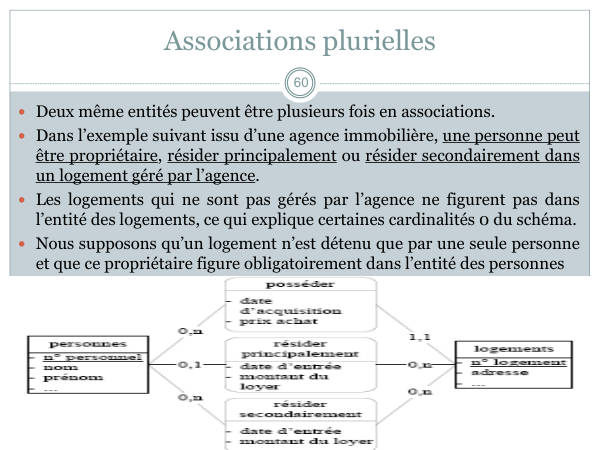 Associations plurielles
60
• Deux même entités peuvent être plusieurs fois en associations.
• Dans l'exemple suivant issu d'une agence immobilière, une personne peut
être propriétaire, résider principalement ou résider secondairement dans
un logement géré par l'agence.
• Les logements qui ne sont pas gérés par l'agence ne figurent pas dans
l'entité des logements, ce qui explique certaines cardinalités 0 du schéma.
• Nous supposons qu'un logement n'est détenu que par une seule personne
et que ce propriétaire figure obligatoirement dans l'entité des personnes
posséder
- date
d'acquisition
- prix achat
0,n
1,1
personnes
- n° personnel
- nom
- prénom
- ...
0,1
résider
principalement
- date d'entrée
- montant du
loyer
0,n
logements
- n° logement
- adresse
- ...
0,n
0,n
résider
secondairement
- date d'entrée
- montant du loyer